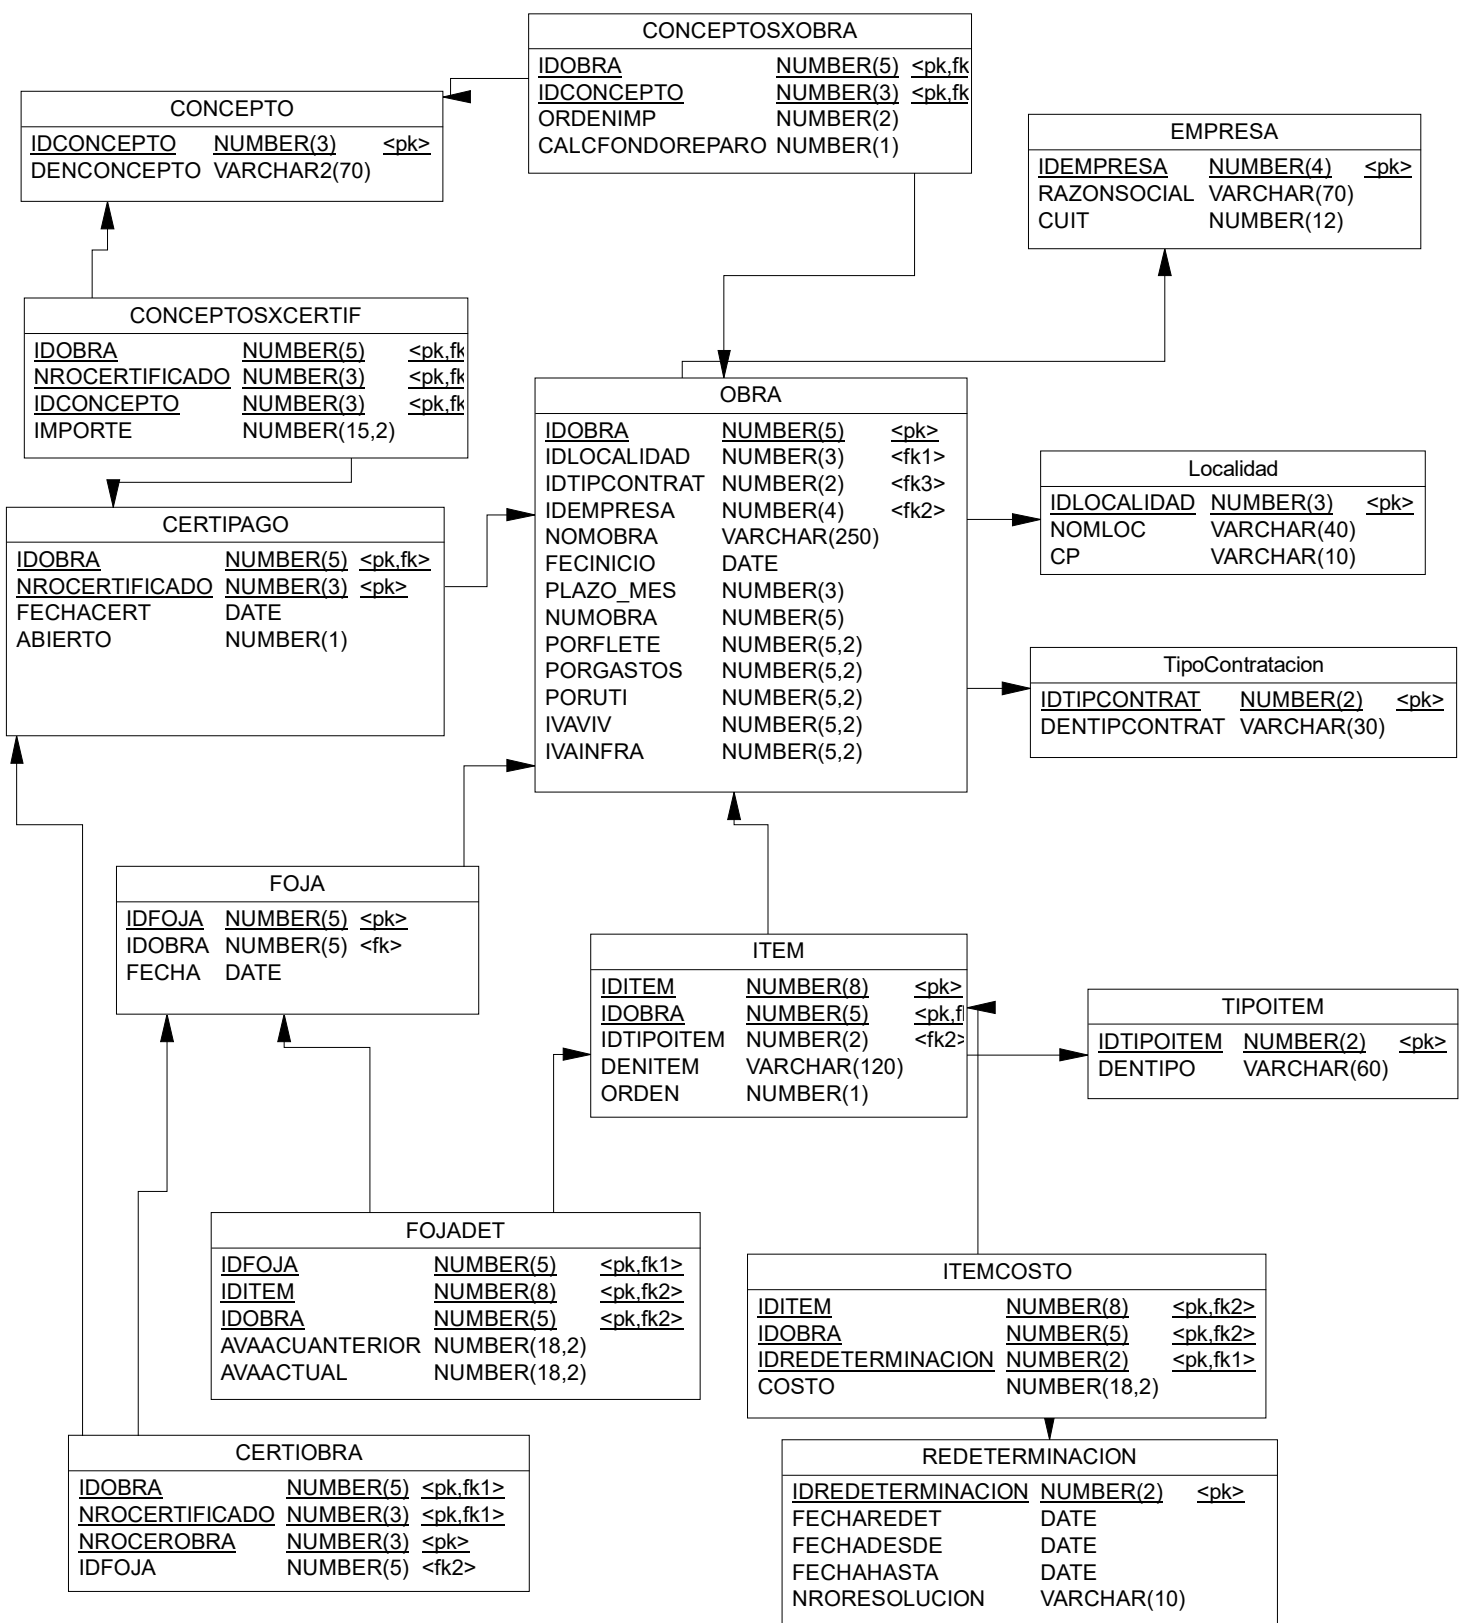 CONCEPTOSXOBRA
IDOBRA NUMBER(5) <pk,fk
IDCONCEPTO NUMBER(3) <pk,fk
ORDENIMP NUMBER(2)
CALCFONDOREPARO NUMBER(1)
CONCEPTO
IDCONCEPTO NUMBER(3) <pk>
DENCONCEPTO VARCHAR2(70)
EMPRESA
IDEMPRESA NUMBER(4) <pk>
RAZONSOCIAL VARCHAR(70)
CUIT NUMBER(12)
CONCEPTOSXCERTIF
IDOBRA NUMBER(5) <pk,fk
NROCERTIFICADO NUMBER(3) <pk,fk
IDCONCEPTO NUMBER(3) <pk,fk
IMPORTE NUMBER(15,2)
OBRA
IDOBRA NUMBER(5) <pk>
IDLOCALIDAD NUMBER(3) <fk1>
IDTIPCONTRAT NUMBER(2) <fk3>
IDEMPRESA NUMBER(4) <fk2>
NOMOBRA VARCHAR(250)
FECINICIO DATE
PLAZO_MES NUMBER(3)
NUMOBRA NUMBER(5)
PORFLETE NUMBER(5,2)
PORGASTOS NUMBER(5,2)
PORUTI NUMBER(5,2)
IVAVIV NUMBER(5,2)
IVAINFRA NUMBER(5,2)
Localidad
IDLOCALIDAD NUMBER(3) <pk>
NOMLOC VARCHAR(40)
CP VARCHAR(10)
CERTIPAGO
IDOBRA NUMBER(5) <pk,fk>
NROCERTIFICADO NUMBER(3) <pk>
FECHACERT DATE
ABIERTO NUMBER(1)
TipoContratacion
IDTIPCONTRAT NUMBER(2) <pk>
DENTIPCONTRAT VARCHAR(30)
FOJA
IDFOJA NUMBER(5) <pk>
IDOBRA NUMBER(5) <fk>
FECHA DATE
ITEM
IDITEM NUMBER(8) <pk>
IDOBRA NUMBER(5) <pk,f
IDTIPOITEM NUMBER(2) <fk2>
DENITEM VARCHAR(120)
ORDEN NUMBER(1)
TIPOITEM
IDTIPOITEM NUMBER(2) <pk>
DENTIPO VARCHAR(60)
FOJADET
IDFOJA NUMBER(5) <pk,fk1>
IDITEM NUMBER(8) <pk,fk2>
IDOBRA NUMBER(5) <pk,fk2>
AVAACUANTERIOR NUMBER(18,2)
AVAACTUAL NUMBER(18,2)
ITEMCOSTO
IDITEM NUMBER(8) <pk,fk2>
IDOBRA NUMBER(5) <pk,fk2>
IDREDETERMINACION NUMBER(2) <pk,fk1>
COSTO NUMBER(18,2)
CERTIOBRA
IDOBRA NUMBER(5) <pk,fk1>
NROCERTIFICADO NUMBER(3) <pk,fk1>
NROCEROBRA NUMBER(3) <pk>
IDFOJA NUMBER(5) <fk2>
REDETERMINACION
IDREDETERMINACION NUMBER(2) <pk>
FECHAREDET DATE
FECHADESDE DATE
FECHAHASTA DATE
NRORESOLUCION VARCHAR(10)